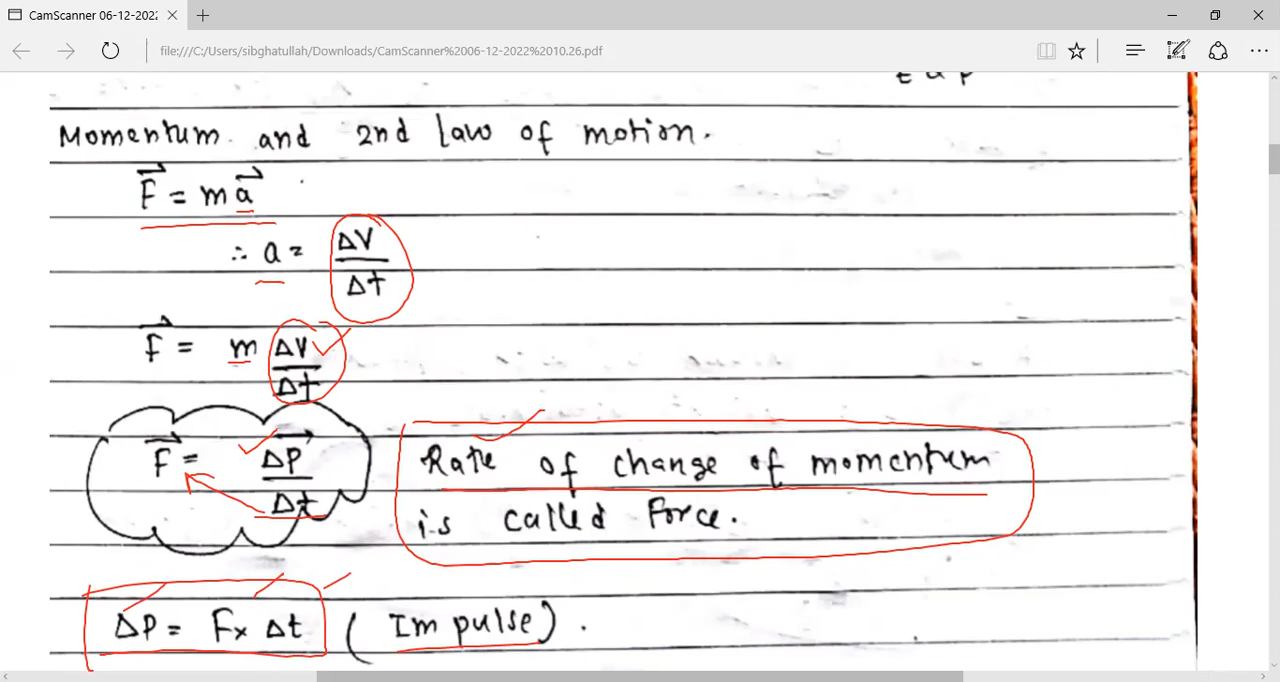 CamScanner 06-12-202
file:///C:/Users/sibghatullah/Downloads/CamScanner%2006-12-2022%2010.26.pdf
Momentum and 2nd law of motion.
F = ma
∴ a = ΔV
Δt
F = m ΔV
Δt
F = ΔP
Δt
Rate of change of momentum
is called Force.
ΔP = F× Δt (Impulse).